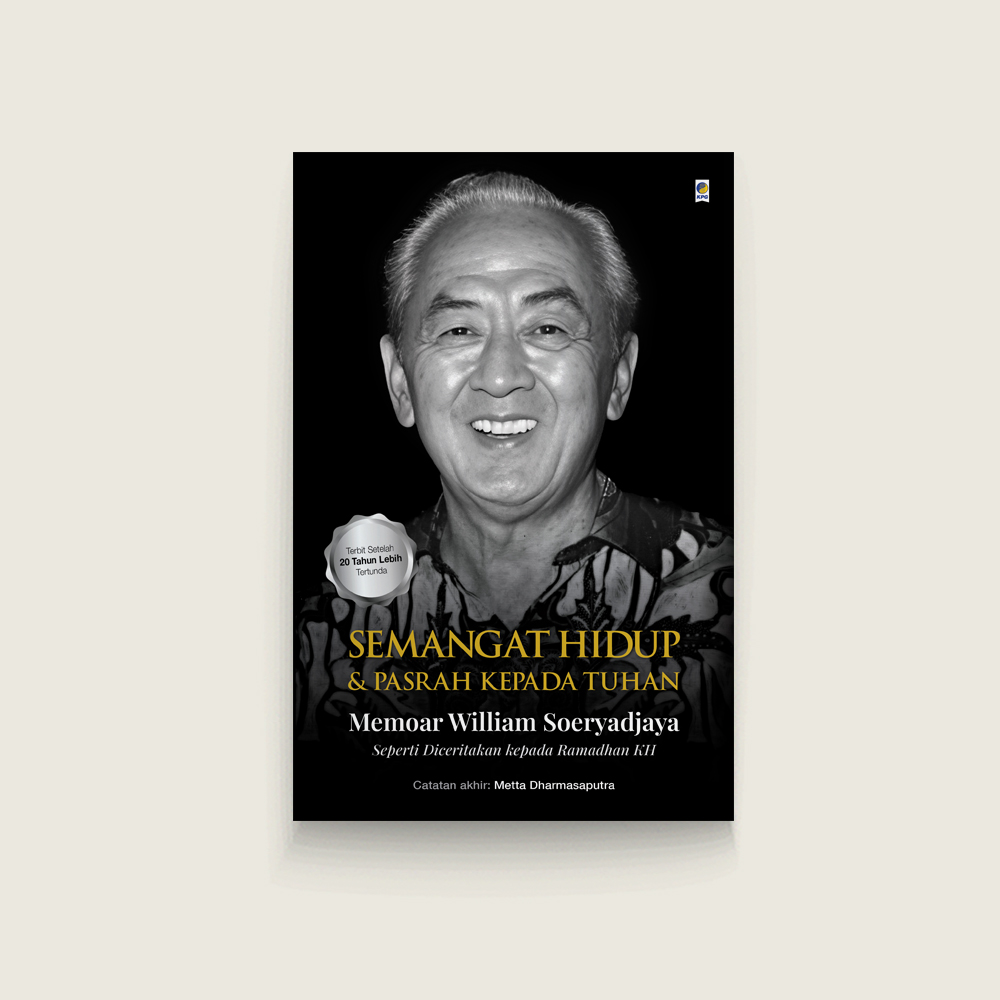 KPG
Terbit Setelah
20 Tahun Lebih
Tertunda
SEMANGAT HIDUP
& PASRAH KEPADA TUHAN
Memoar William Soeryadjaya
Seperti Diceritakan kepada Ramadhan KH
Catatan akhir: Metta Dharmasaputra